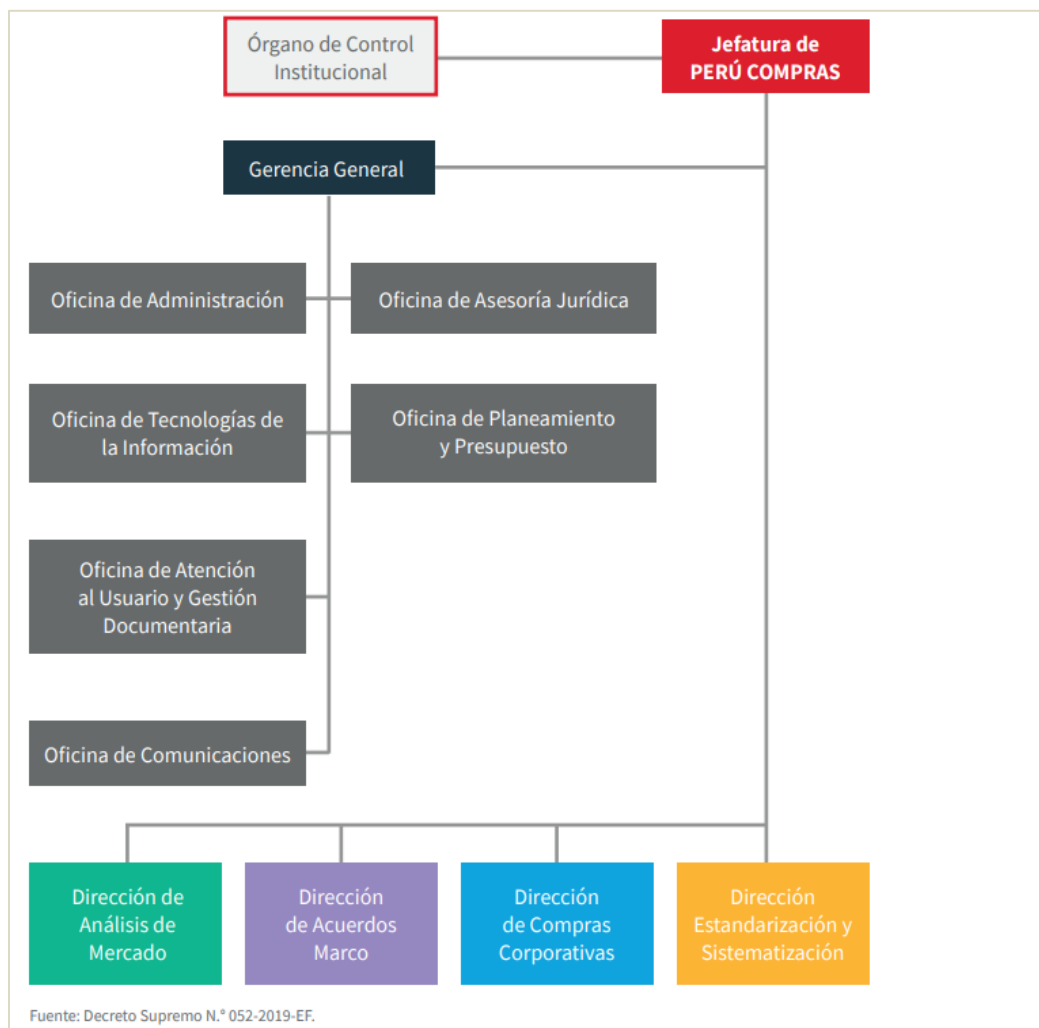 Órgano de Control
Institucional
Jefatura de
PERÚ COMPRAS
Gerencia General
Oficina de Administración
Oficina de Asesoría Jurídica
Oficina de Tecnologías de
la Información
Oficina de Planeamiento
y Presupuesto
Oficina de Atención
al Usuario y Gestión
Documentaria
Oficina de Comunicaciones
Dirección de
Análisis de
Mercado
Dirección
de Acuerdos
Marco
Dirección
de Compras
Corporativas
Dirección
Estandarización y
Sistematización
Fuente: Decreto Supremo N.° 052-2019-EF.